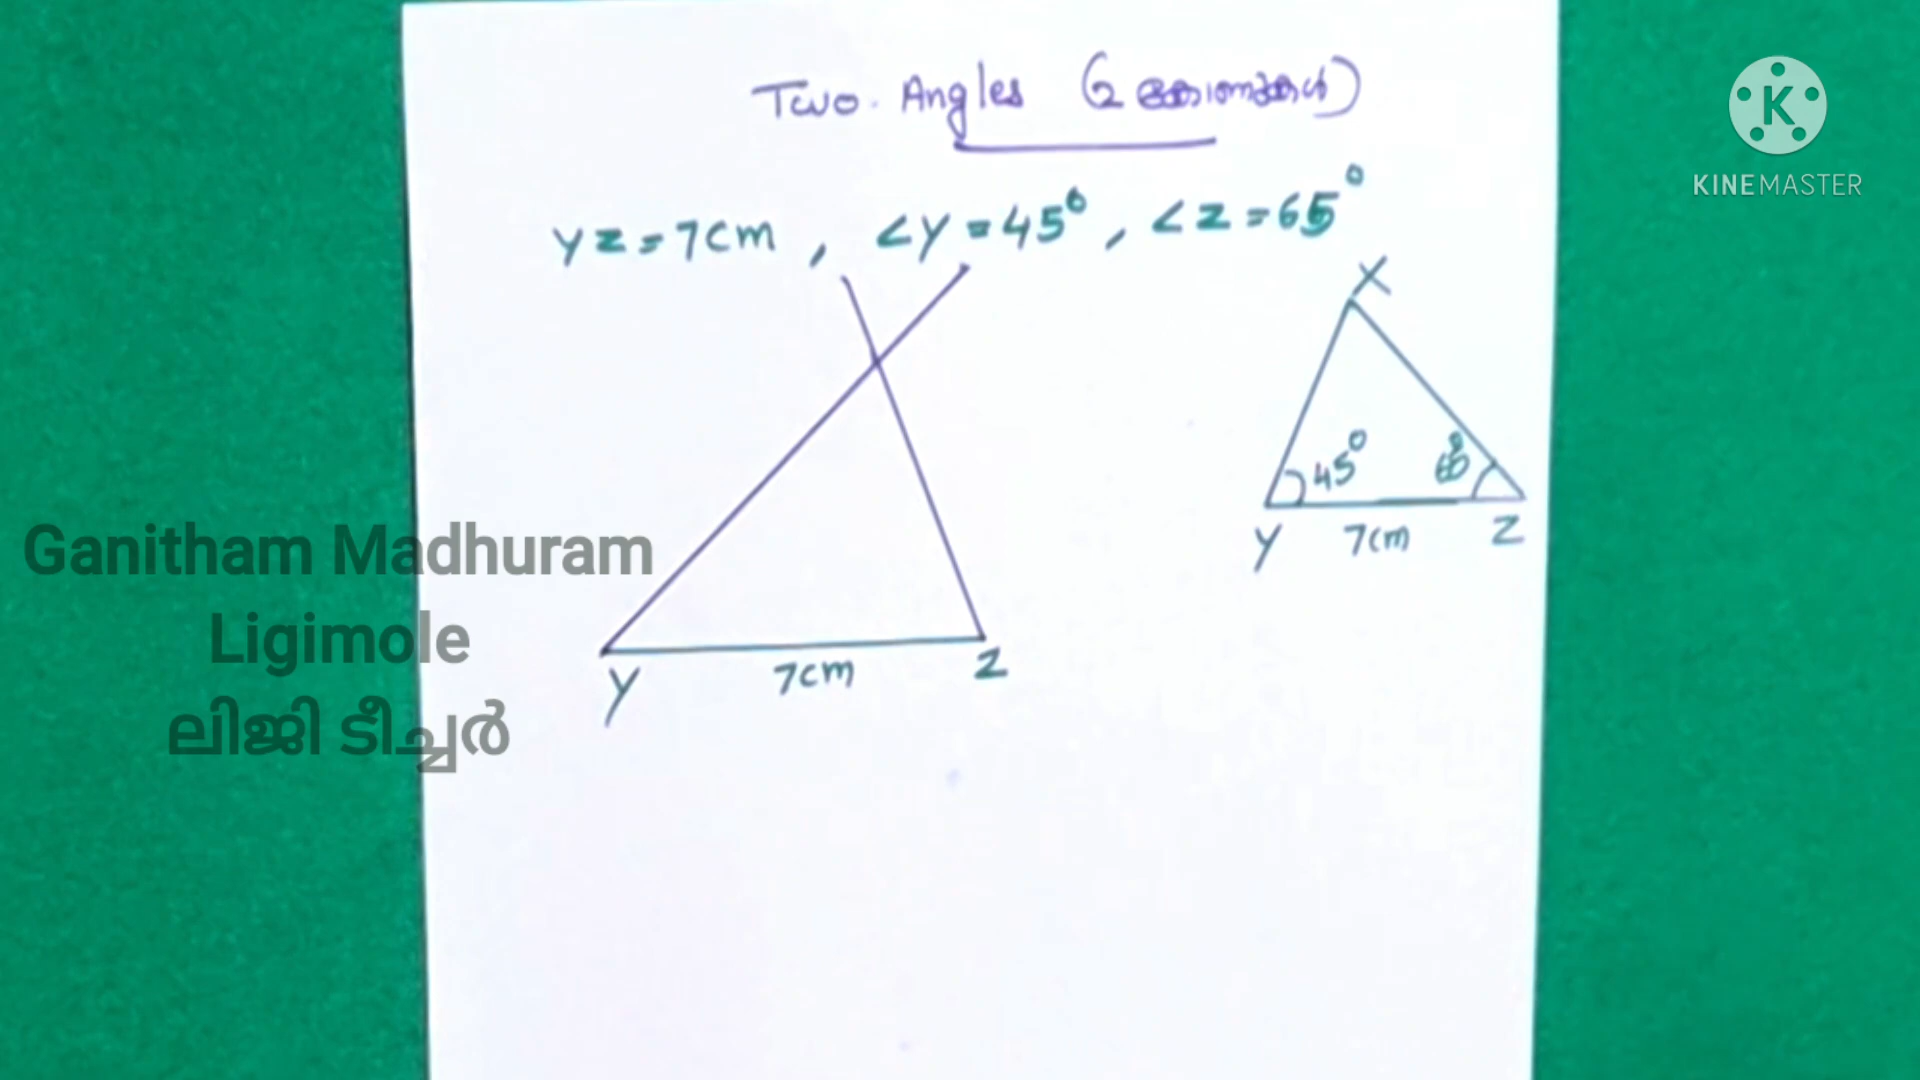 Two Angles (2 കോണുകൾ)
YZ = 7cm, ∠Y = 45°, ∠Z = 65°
X
45°
Y 7cm Z
Y 7cm Z
K
KINEMASTER
Ganitham Madhuram
Ligimole
ലിജി ടീച്ചർ